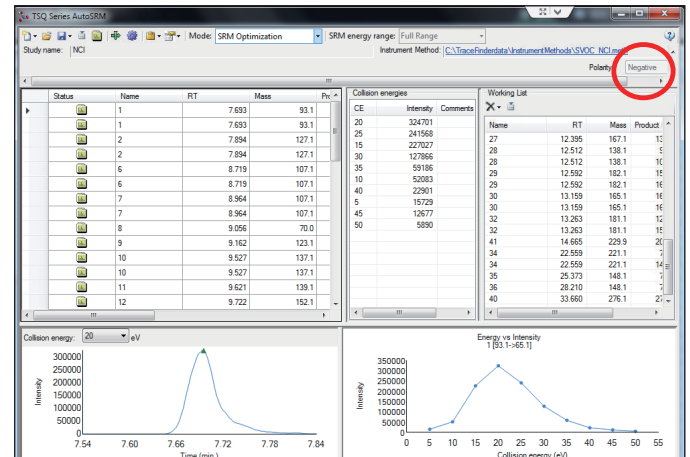 TSQ Series AutoSRM
Mode: SRM Optimization SRM energy range: Full Range
Study name: NCI Instrument Method: C:\TraceFinderdata\InstrumentMethods\SVOC_NCI.meth
Polarity: Negative
Status Name RT Mass
1 7.693 93.1
1 7.693 93.1
2 7.894 127.1
2 7.894 127.1
6 8.719 107.1
6 8.719 107.1
7 8.964 107.1
7 8.964 107.1
8 9.056 70.0
9 9.162 123.1
10 9.527 137.1
10 9.527 137.1
11 9.621 139.1
12 9.722 152.1
Collision energies
CE Intensity Comments
20 324701
25 241568
15 227027
30 127866
35 59186
10 52083
40 22901
5 15729
45 12677
50 5890
Working List
Name RT Mass Product
27 12.395 167.1
28 12.512 138.1
28 12.512 138.1
29 12.592 182.1
29 12.592 182.1
30 13.159 165.1
30 13.159 165.1
32 13.263 181.1
32 13.263 181.1
41 14.665 229.9
34 22.559 221.1
34 22.559 221.1
35 25.373 148.1
36 28.210 148.1
40 33.660 276.1
Collision energy: 20 eV
Intensity
300000
250000
200000
150000
100000
50000
0
7.54 7.60 7.66 7.72 7.78 7.84
Time (min.)
Energy vs Intensity
1 [93.1->65.1]
Intensity
350000
300000
250000
200000
150000
100000
50000
0
0 5 10 15 20 25 30 35 40 45 50 55
Collision energy (eV)